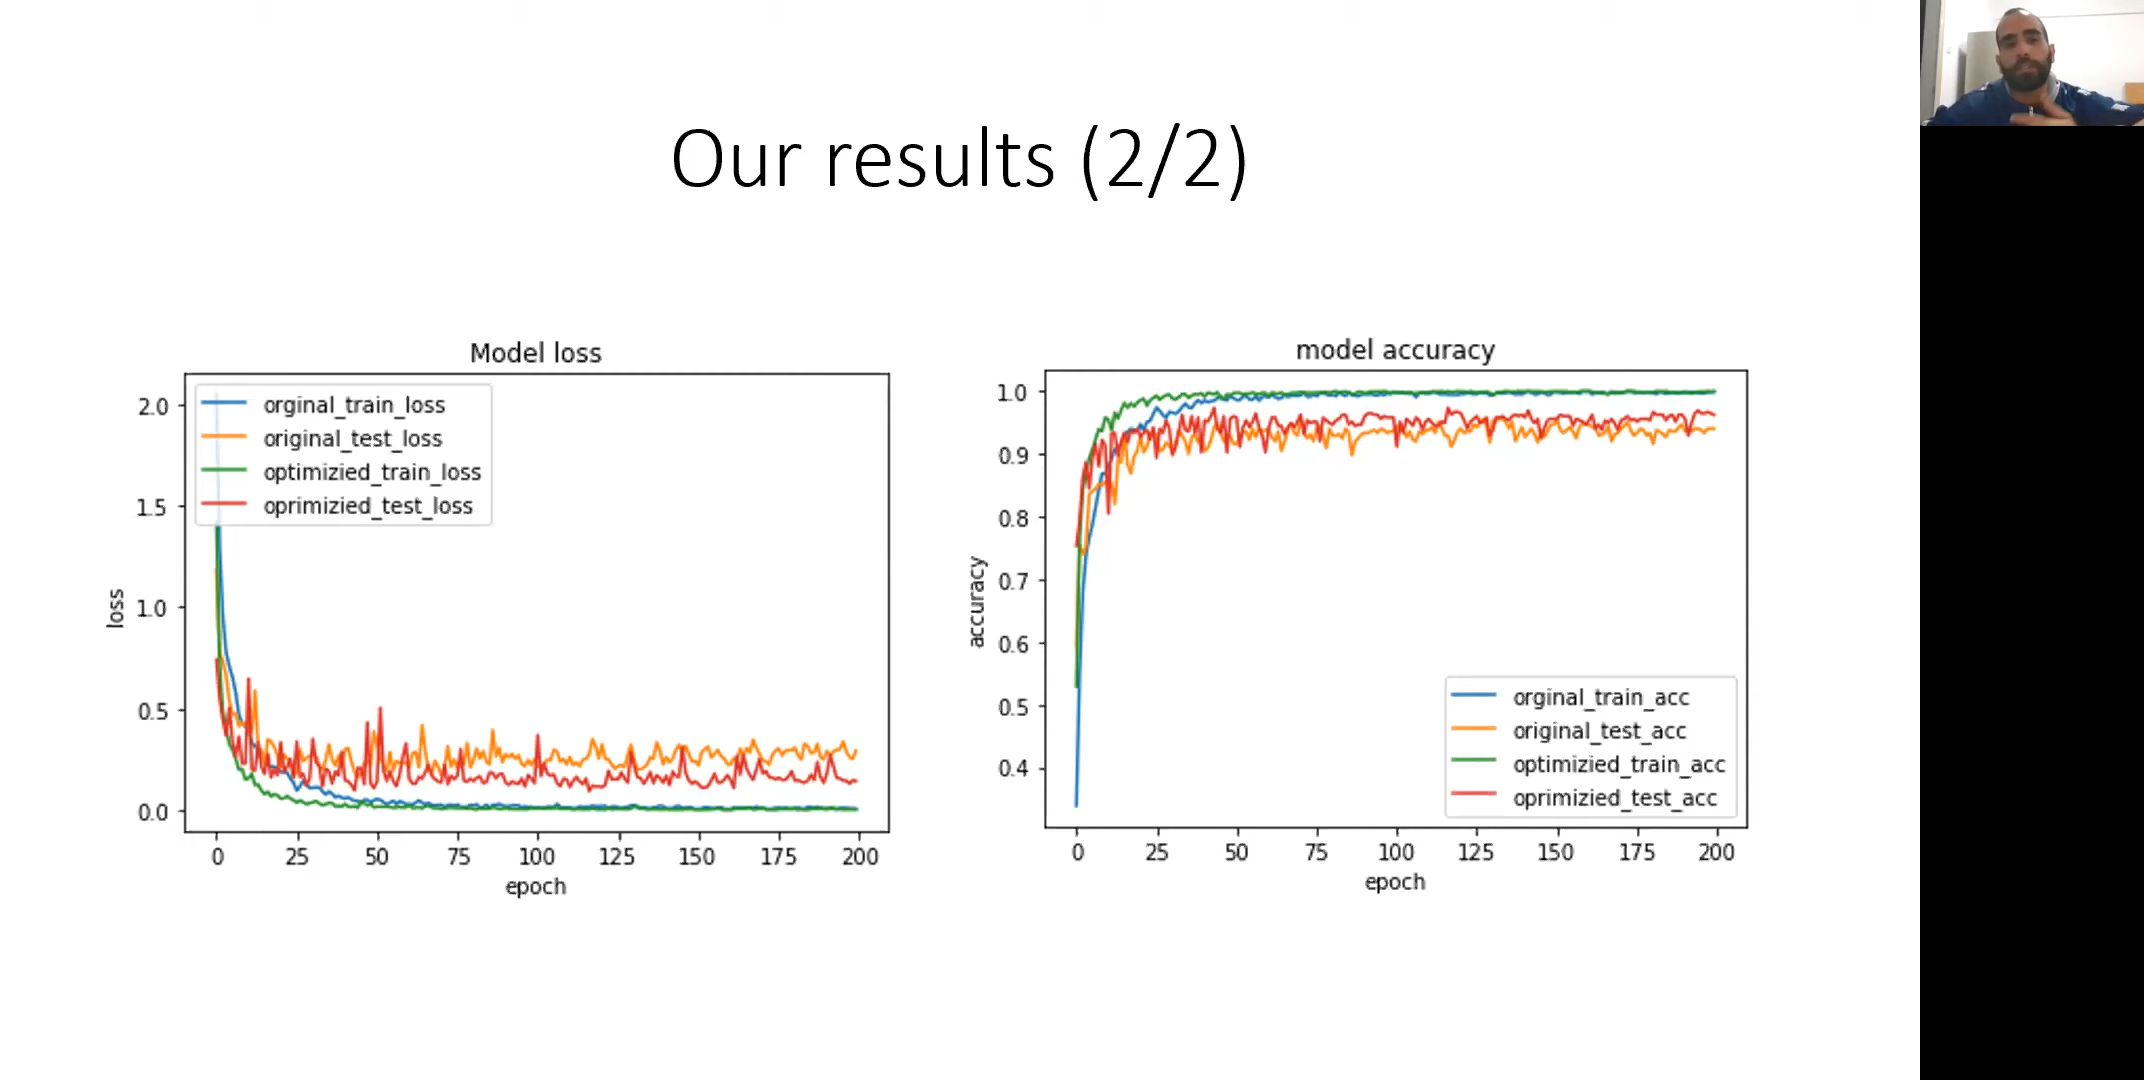 Our results (2/2)
Model loss
2.0
1.5
1.0
0.5
0.0
loss
orginal_train_loss
original_test_loss
optimizied_train_loss
oprimizied_test_loss
0 25 50 75 100 125 150 175 200
epoch
model accuracy
1.0
0.9
0.8
0.7
0.6
0.5
0.4
accuracy
orginal_train_acc
original_test_acc
optimizied_train_acc
oprimizied_test_acc
0 25 50 75 100 125 150 175 200
epoch